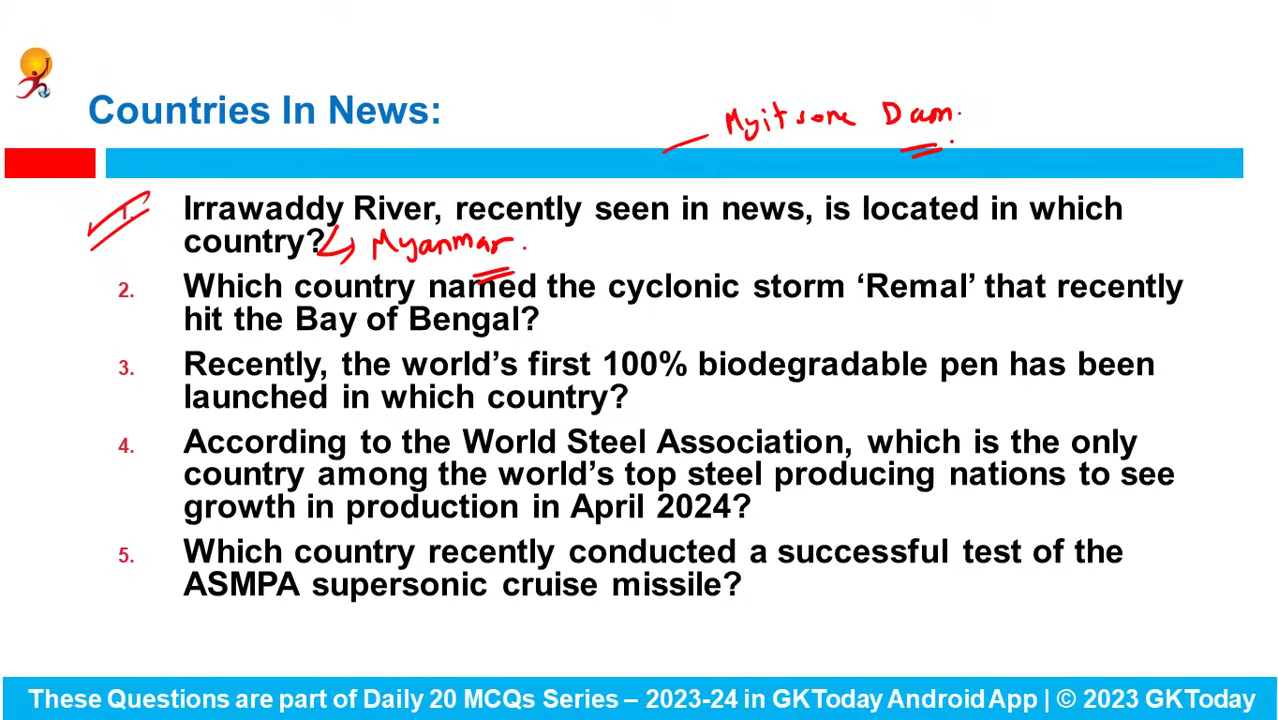 Countries In News:
Myitsone Dam.
1.
Irrawaddy River, recently seen in news, is located in which
country? Myanmar.
2. Which country named the cyclonic storm ‘Remal’ that recently
hit the Bay of Bengal?
3. Recently, the world’s first 100% biodegradable pen has been
launched in which country?
4. According to the World Steel Association, which is the only
country among the world’s top steel producing nations to see
growth in production in April 2024?
5. Which country recently conducted a successful test of the
ASMPA supersonic cruise missile?
These Questions are part of Daily 20 MCQs Series – 2023-24 in GKToday Android App | © 2023 GKToday